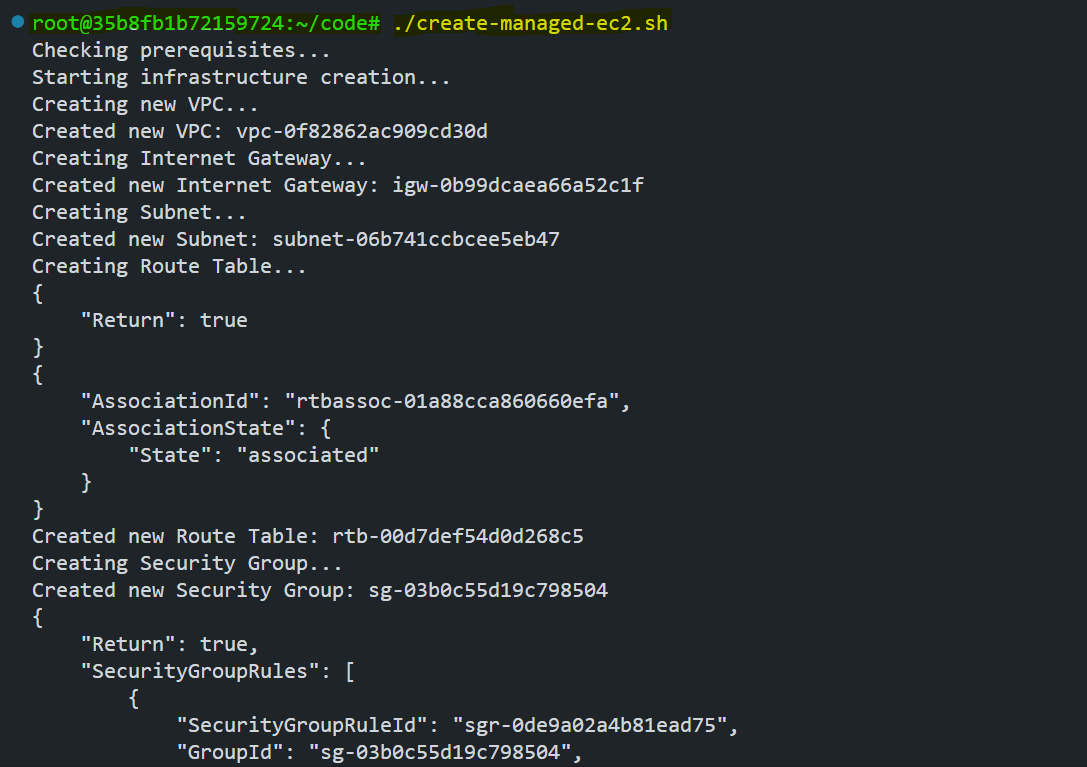 root@35b8fb1b72159724:~/code# ./create-managed-ec2.sh
Checking prerequisites...
Starting infrastructure creation...
Creating new VPC...
Created new VPC: vpc-0f82862ac909cd30d
Creating Internet Gateway...
Created new Internet Gateway: igw-0b99dcaea66a52c1f
Creating Subnet...
Created new Subnet: subnet-06b741ccbcee5eb47
Creating Route Table...
{
    "Return": true
}
{
    "AssociationId": "rtbassoc-01a88cca860660efa",
    "AssociationState": {
        "State": "associated"
    }
}
Created new Route Table: rtb-00d7def54d0d268c5
Creating Security Group...
Created new Security Group: sg-03b0c55d19c798504
{
    "Return": true,
    "SecurityGroupRules": [
        {
            "SecurityGroupRuleId": "sgr-0de9a02a4b81ead75",
            "GroupId": "sg-03b0c55d19c798504",